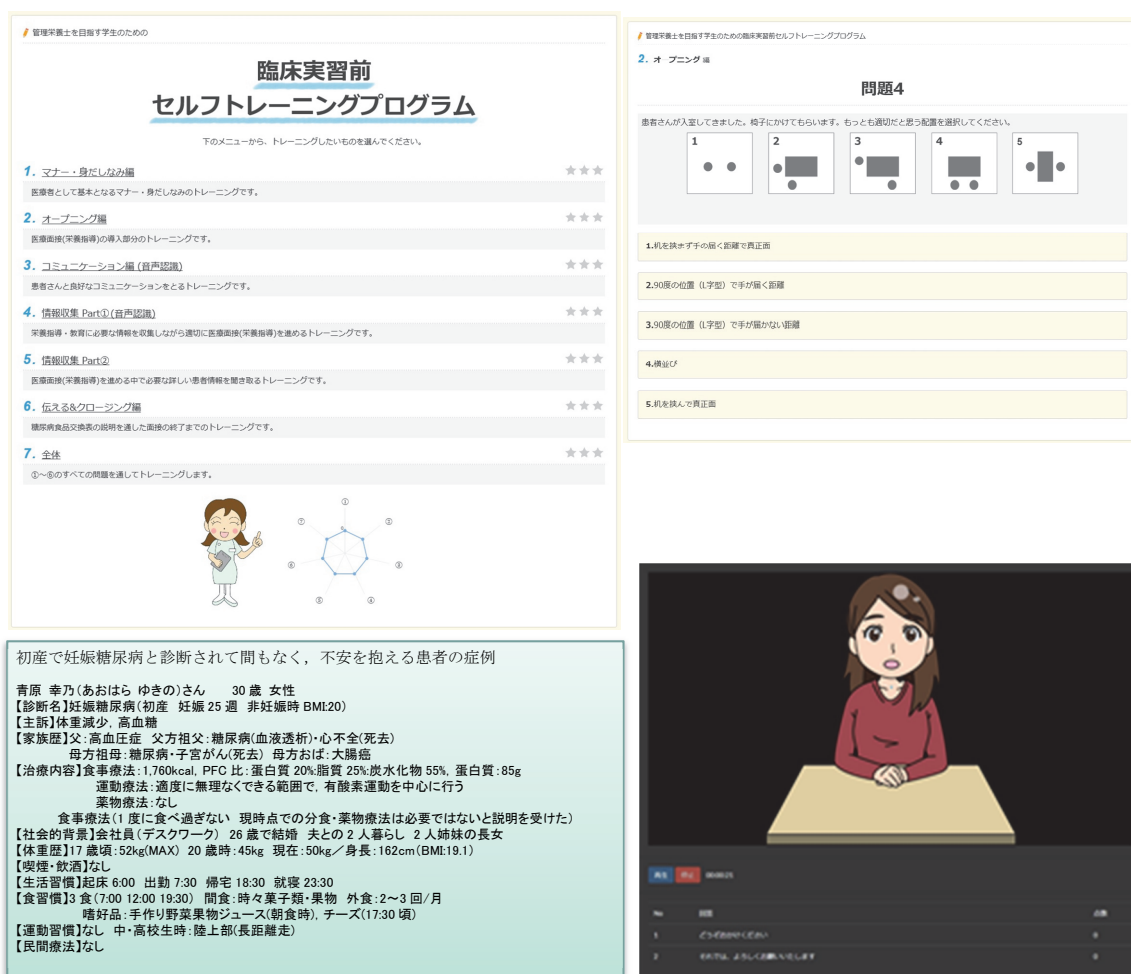 管理栄養士を目指す学生のための
臨床実習前
セルフトレーニングプログラム
下のメニューから、トレーニングしたいものを選んでください。
1. マナー・身だしなみ編 ★★★
医療者として基本となるマナー・身だしなみのトレーニングです。
2. オープニング編 ★★★
医療面接(栄養指導)の導入部分のトレーニングです。
3. コミュニケーション編 (音声認識) ★★★
患者さんと良好なコミュニケーションをとるトレーニングです。
4. 情報収集 Part①(音声認識) ★★★
栄養指導・教育に必要な情報を収集しながら適切に医療面接(栄養指導)を進めるトレーニングです。
5. 情報収集 Part② ★★★
医療面接(栄養指導)を進める中で必要な詳しい患者情報を聞き取るトレーニングです。
6. 伝える&クロージング編 ★★★
糖尿病食品交換表の説明を通した面接の終了までのトレーニングです。
7. 全体 ★★★
①～⑥のすべての問題を通してトレーニングします。
①
⑦ ②
⑥ ③
⑤ ④
管理栄養士を目指す学生のための臨床実習前セルフトレーニングプログラム
2. オ プニング 編
問題4
患者さんが入室してきました。椅子にかけてもらいます。もっとも適切だと思う配置を選択してください。
1 2 3 4 5
1.机を挟まず手の届く距離で真正面
2.90度の位置（L字型）で手が届く距離
3.90度の位置（L字型）で手が届かない距離
4.横並び
5.机を挟んで真正面
初産で妊娠糖尿病と診断されて間もなく，不安を抱える患者の症例
青原 幸乃(あおはら ゆきの)さん 30 歳 女性
【診断名】妊娠糖尿病(初産 妊娠 25 週 非妊娠時 BMI:20)
【主訴】体重減少，高血糖
【家族歴】父：高血圧症 父方祖父：糖尿病(血液透析)・心不全(死去)
母方祖母：糖尿病・子宮がん(死去) 母方おば：大腸癌
【治療内容】食事療法：1,760kcal, PFC 比：蛋白質 20%:脂質 25%:炭水化物 55%, 蛋白質：85g
運動療法：適度に無理なくできる範囲で，有酸素運動を中心に行う
薬物療法：なし
食事療法(1 度に食べ過ぎない 現時点での分食・薬物療法は必要ではないと説明を受けた)
【社会的背景】会社員(デスクワーク) 26 歳で結婚 夫との 2 人暮らし 2 人姉妹の長女
【体重歴】17 歳頃：52kg(MAX) 20 歳時：45kg 現在：50kg／身長：162cm(BMI:19.1)
【喫煙・飲酒】なし
【生活習慣】起床 6:00 出勤 7:30 帰宅 18:30 就寝 23:30
【食習慣】3 食(7:00 12:00 19:30) 間食：時々菓子類・果物 外食：2～3 回/月
嗜好品：手作り野菜果物ジュース(朝食時), チーズ(17:30 頃)
【運動習慣】なし 中・高校生時：陸上部(長距離走)
【民間療法】なし
再生 停止 00:00:25
No 回答 点数
1 どうぞおかけください 0
2 それでは、よろしくお願いいたします 0